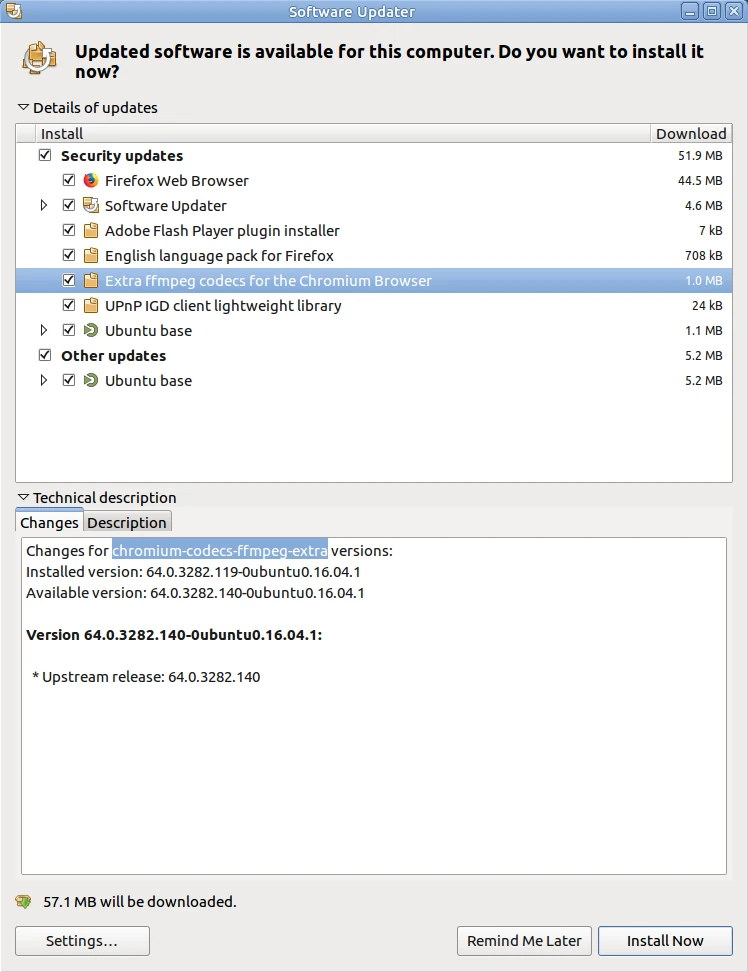 Software Updater
Updated software is available for this computer. Do you want to install it
now?
Details of updates
Install Download
Security updates 51.9 MB
Firefox Web Browser 44.5 MB
Software Updater 4.6 MB
Adobe Flash Player plugin installer 7 kB
English language pack for Firefox 708 kB
Extra ffmpeg codecs for the Chromium Browser 1.0 MB
UPnP IGD client lightweight library 24 kB
Ubuntu base 1.1 MB
Other updates 5.2 MB
Ubuntu base 5.2 MB
Technical description
Changes Description
Changes for chromium-codecs-ffmpeg-extra versions:
Installed version: 64.0.3282.119-0ubuntu0.16.04.1
Available version: 64.0.3282.140-0ubuntu0.16.04.1
Version 64.0.3282.140-0ubuntu0.16.04.1:
* Upstream release: 64.0.3282.140
57.1 MB will be downloaded.
Settings... Remind Me Later Install Now